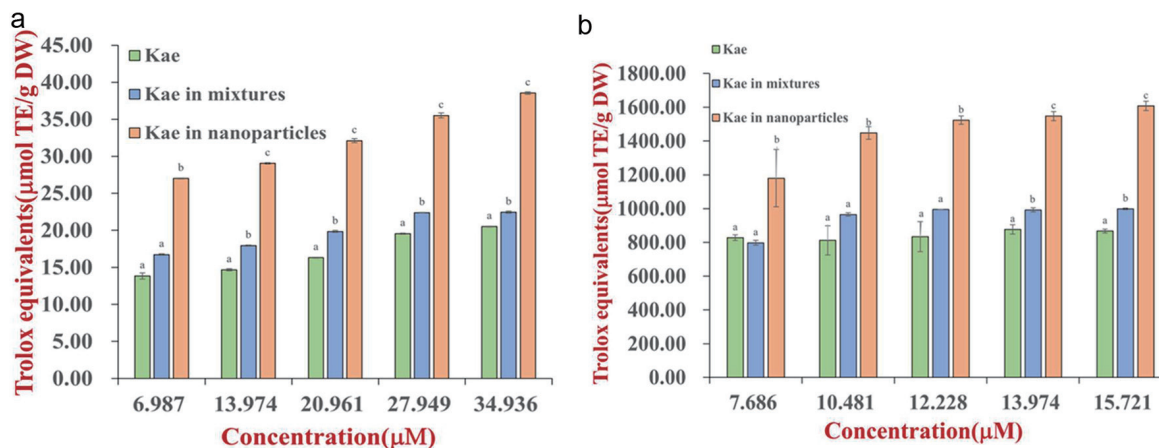 a
Trolox equivalents(μmol TE/g DW)
45.00
40.00
35.00
30.00
25.00
20.00
15.00
10.00
5.00
0.00
Kae
Kae in mixtures
Kae in nanoparticles
a a b
a b c
a b c
a b c
a b c
6.987 13.974 20.961 27.949 34.936
Concentration(μM)
b
Trolox equivalents(μmol TE/g DW)
1800.00
1600.00
1400.00
1200.00
1000.00
800.00
600.00
400.00
200.00
0.00
Kae
Kae in mixtures
Kae in nanoparticles
a a b
a a b
a a b
a b c
a b c
7.686 10.481 12.228 13.974 15.721
Concentration(μM)